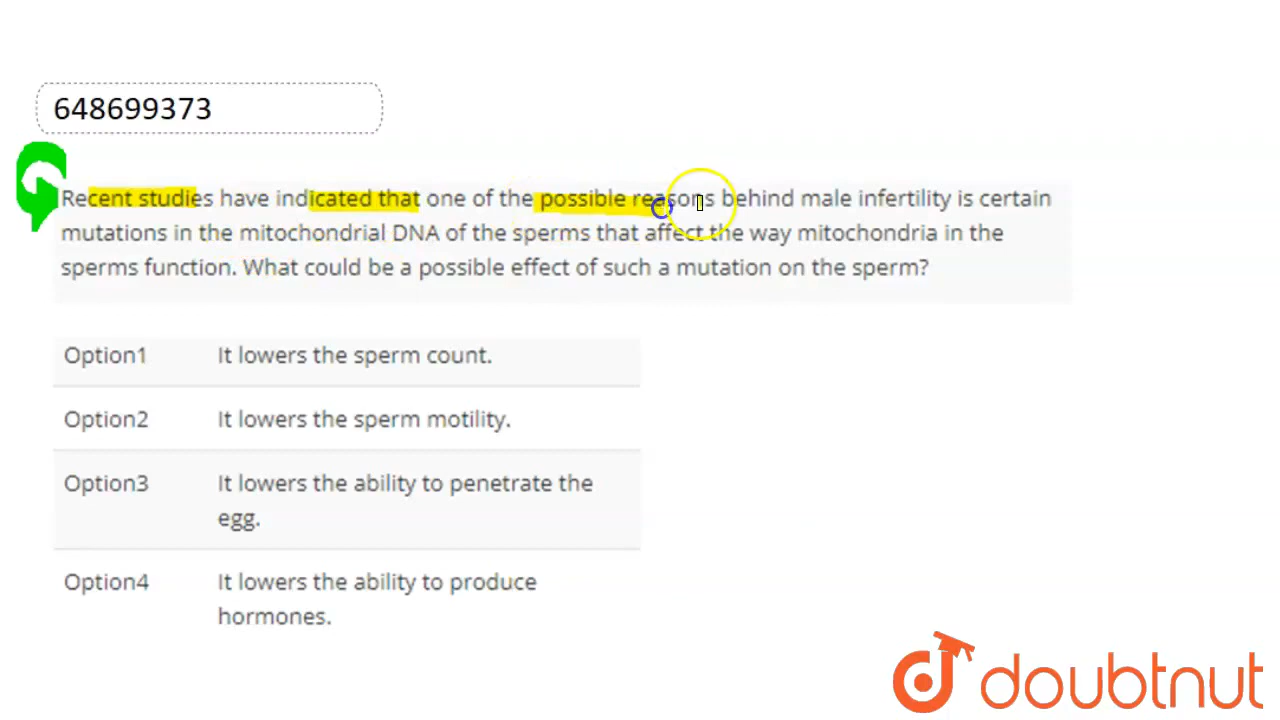 648699373
Recent studies have indicated that one of the possible reasons behind male infertility is certain
mutations in the mitochondrial DNA of the sperms that affect the way mitochondria in the
sperms function. What could be a possible effect of such a mutation on the sperm?
Option1 It lowers the sperm count.
Option2 It lowers the sperm motility.
Option3 It lowers the ability to penetrate the
egg.
Option4 It lowers the ability to produce
hormones.
doubtnut